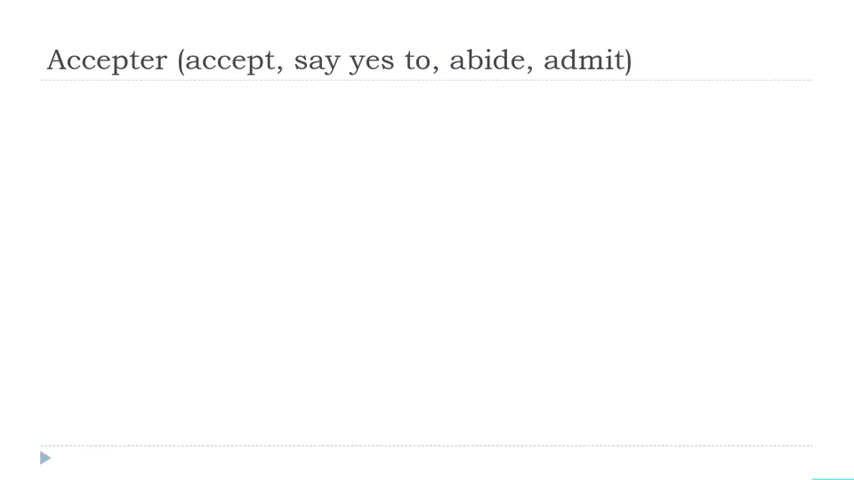 Accepter (accept, say yes to, abide, admit)